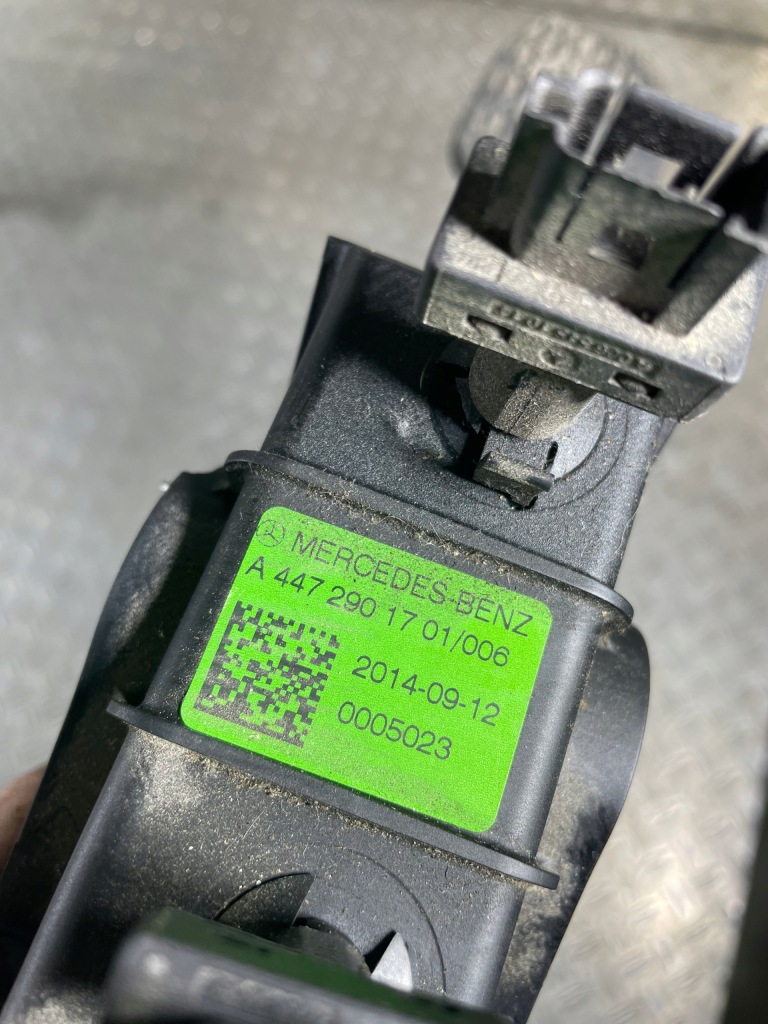 MERCEDES-BENZ
A 447 290 17 01/006
2014-09-12
0005023